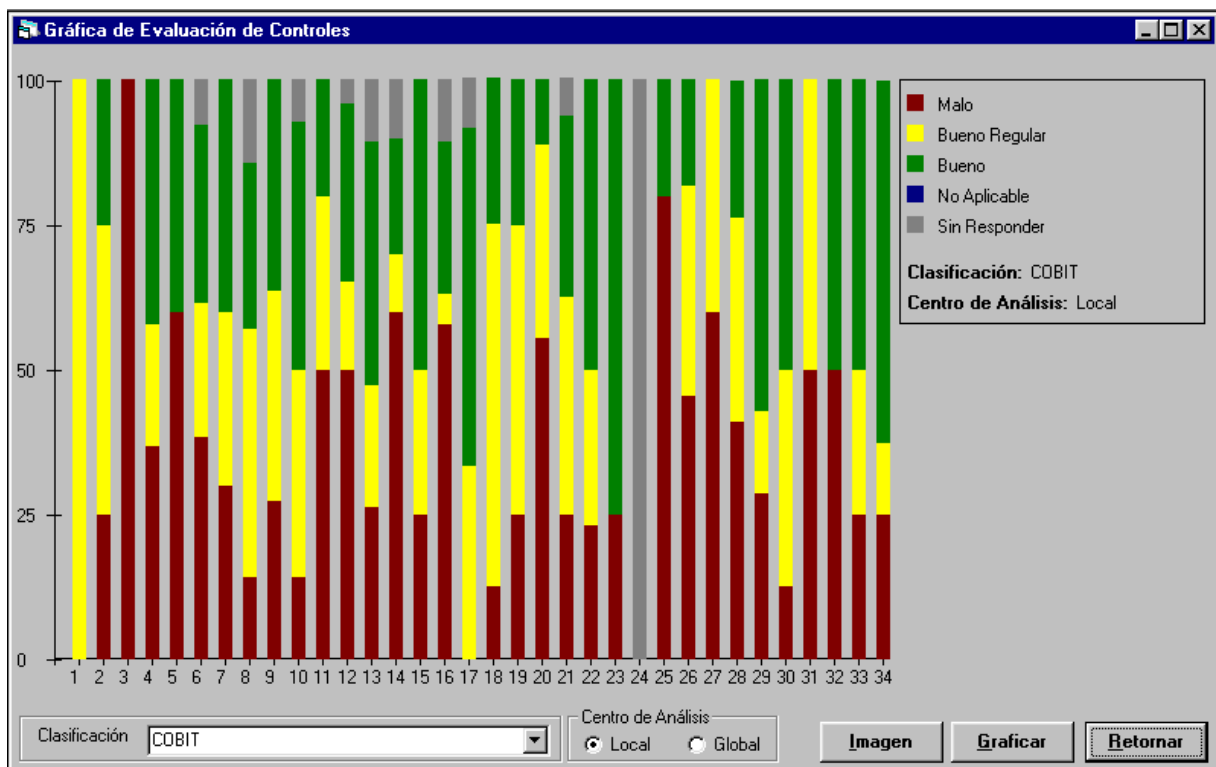 Gráfica de Evaluación de Controles
100
75
50
25
0
1 2 3 4 5 6 7 8 9 10 11 12 13 14 15 16 17 18 19 20 21 22 23 24 25 26 27 28 29 30 31 32 33 34
Malo
Bueno Regular
Bueno
No Aplicable
Sin Responder
Clasificación: COBIT
Centro de Análisis: Local
Clasificación COBIT
Centro de Análisis
Local Global
Imagen Graficar Retornar